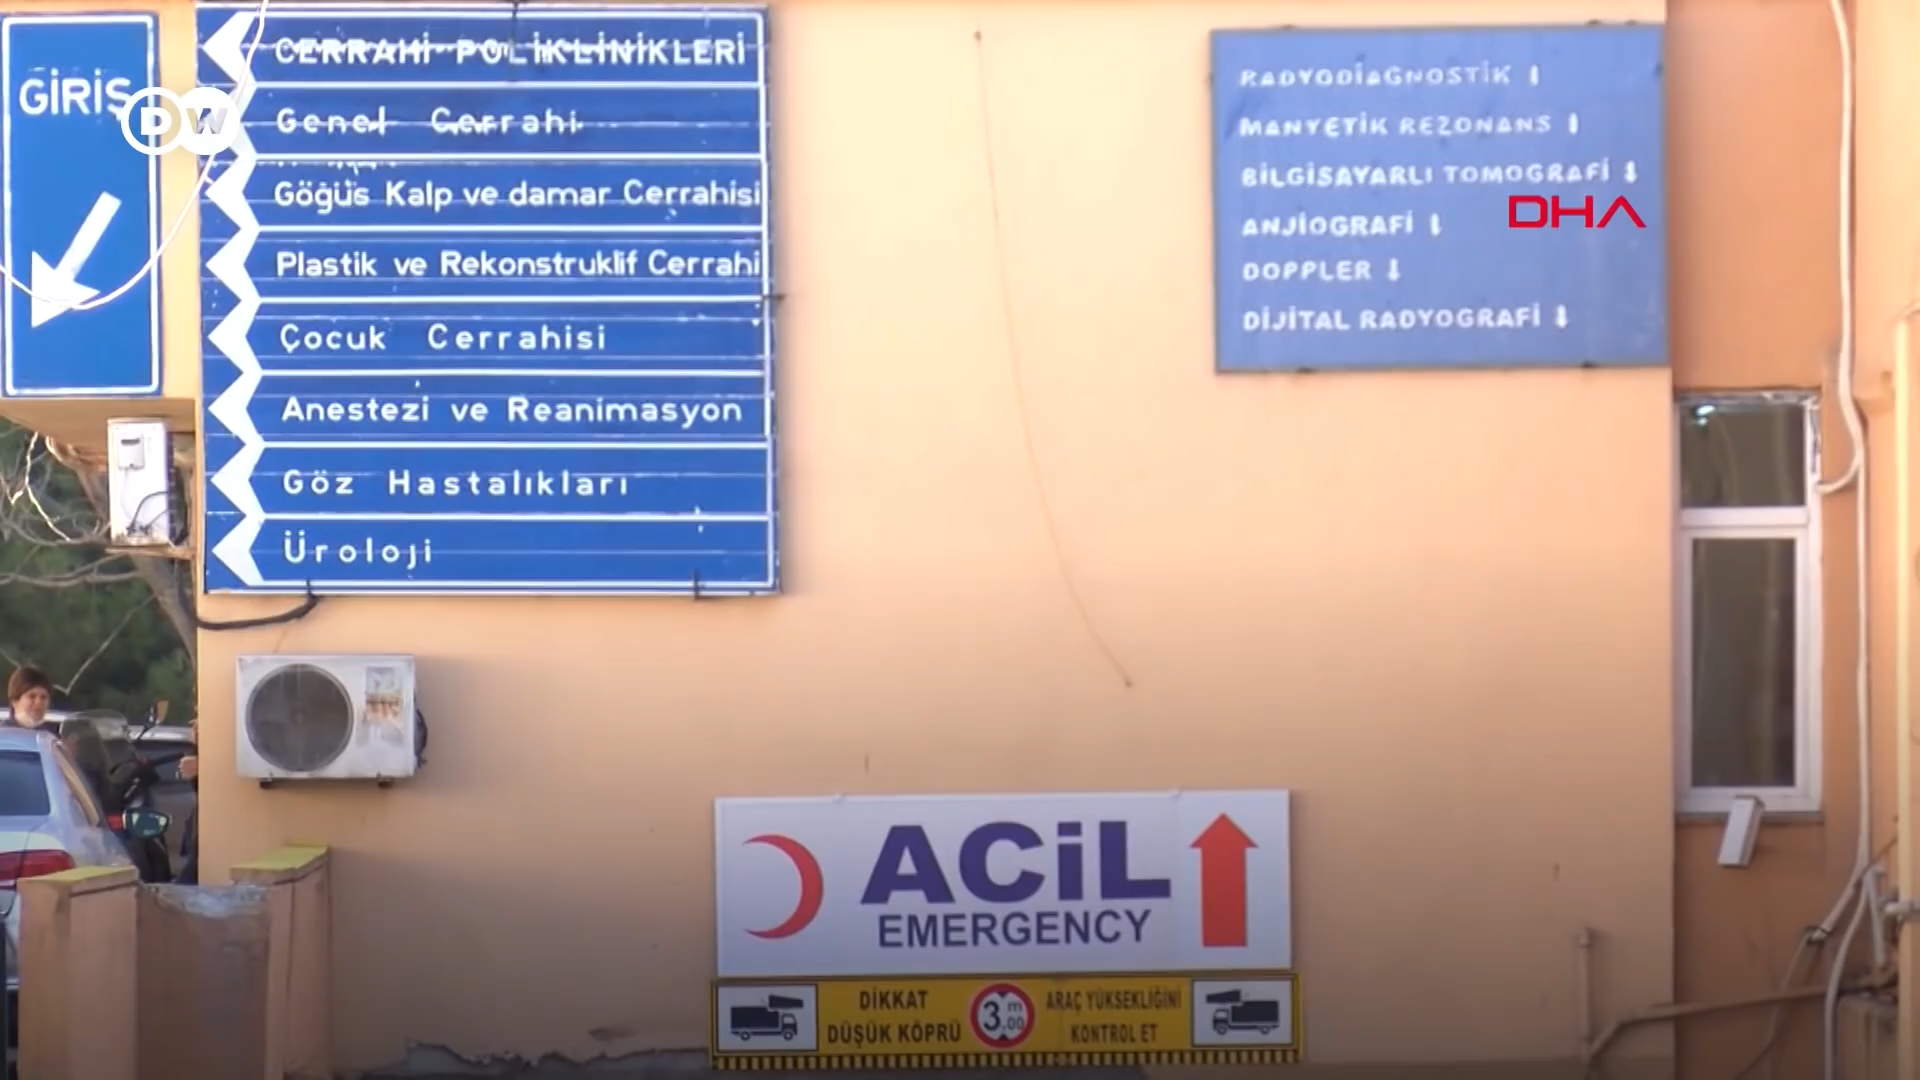 GİRİŞ
DW
CERRAHİ POLİKLİNİKLERİ
Genel Cerrahi
Göğüs Kalp ve damar Cerrahisi
Plastik ve Rekonstruktif Cerrahi
Çocuk Cerrahisi
Anestezi ve Reanimasyon
Göz Hastalıkları
Üroloji
RADYODİAGNOSTİK
MANYETİK REZONANS
BİLGİSAYARLI TOMOGRAFİ
DHA
ANJİOGRAFİ
DOPPLER
DİJİTAL RADYOGRAFİ
ACİL
EMERGENCY
DİKKAT
DÜŞÜK KÖPRÜ
3.00 m
ARAÇ YÜKSEKLİĞİNİ
KONTROL ET